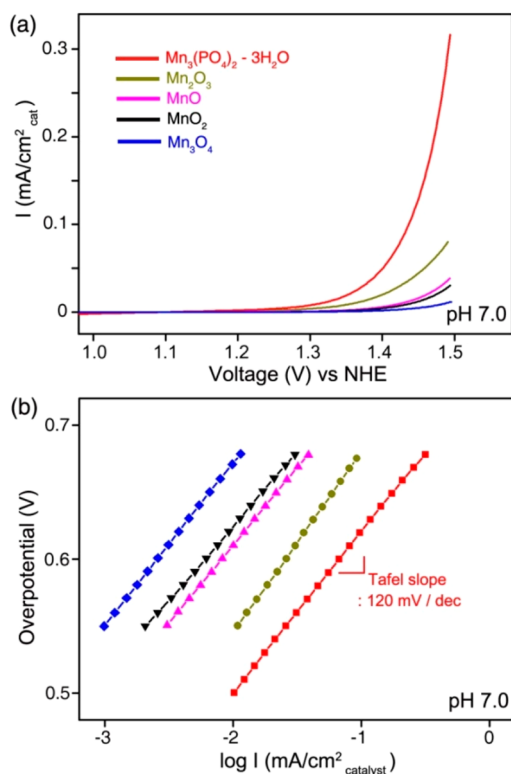 (a)
I (mA/cm²cat)
0.3
0.2
0.1
0
Mn₃(PO₄)₂ - 3H₂O
Mn₂O₃
MnO
MnO₂
Mn₃O₄
pH 7.0
1.0 1.1 1.2 1.3 1.4 1.5
Voltage (V) vs NHE
(b)
Overpotential (V)
0.7
0.6
0.5
Tafel slope
: 120 mV / dec
pH 7.0
-3 -2 -1 0
log I (mA/cm²catalyst)